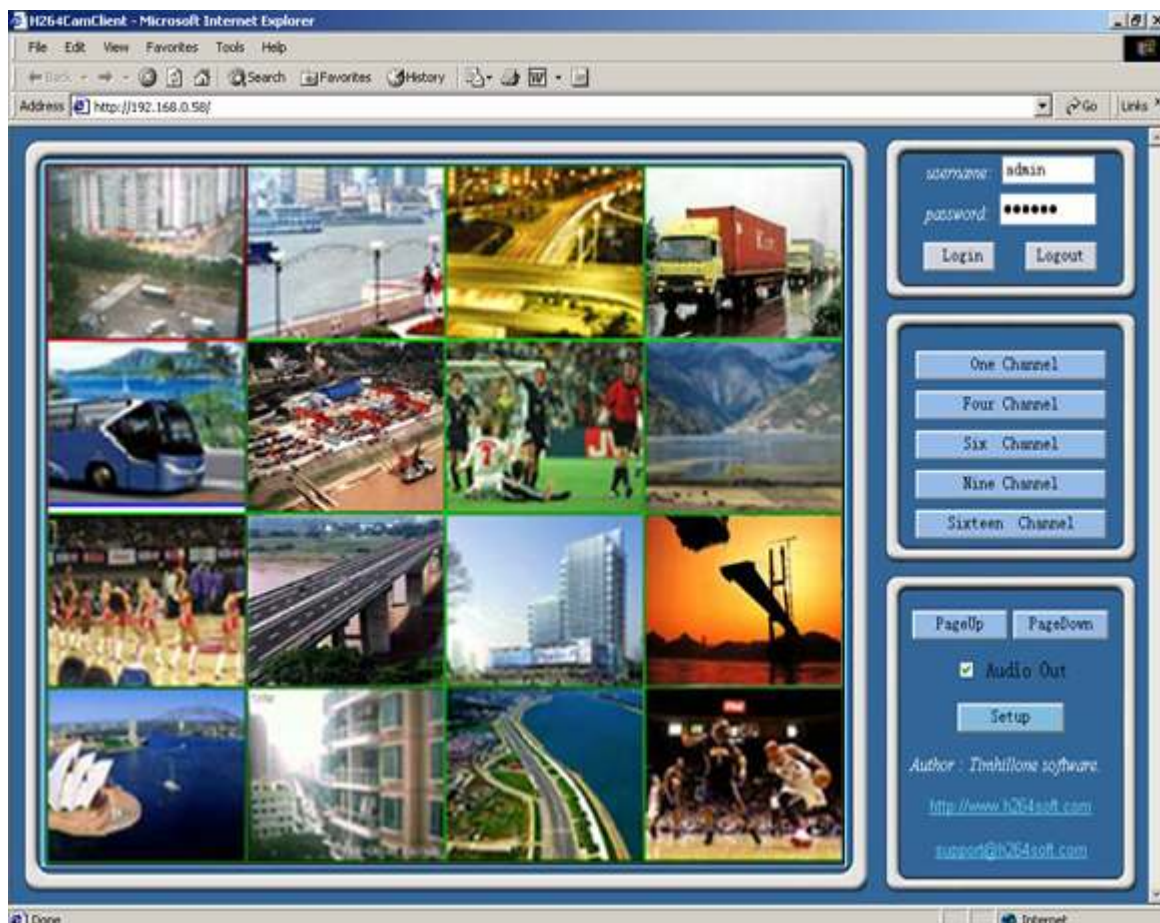 H264CamClient - Microsoft Internet Explorer
File Edit View Favorites Tools Help
Back Search Favorites History
Address http://192.168.0.58/ Go Links
username: admin
password: ●●●●●●
Login Logout
One Channel
Four Channel
Six Channel
Nine Channel
Sixteen Channel
PageUp PageDown
Audio Out
Setup
Author : Timhillone software.
http://www.h264soft.com
support@h264soft.com
Done Internet